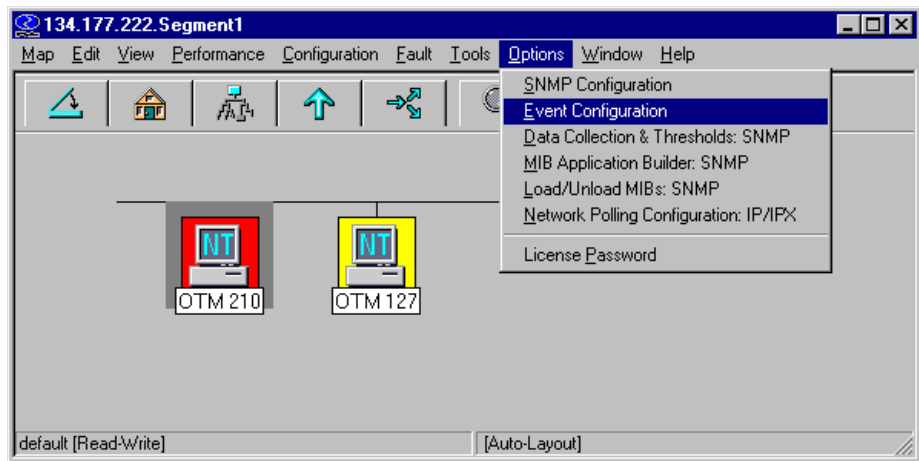 134.177.222.Segment1
Map Edit View Performance Configuration Fault Tools Options Window Help
SNMP Configuration
Event Configuration
Data Collection & Thresholds: SNMP
MIB Application Builder: SNMP
Load/Unload MIBs: SNMP
Network Polling Configuration: IP/IPX
License Password
NT NT
OTM 210 OTM 127
default [Read-Write] [Auto-Layout]